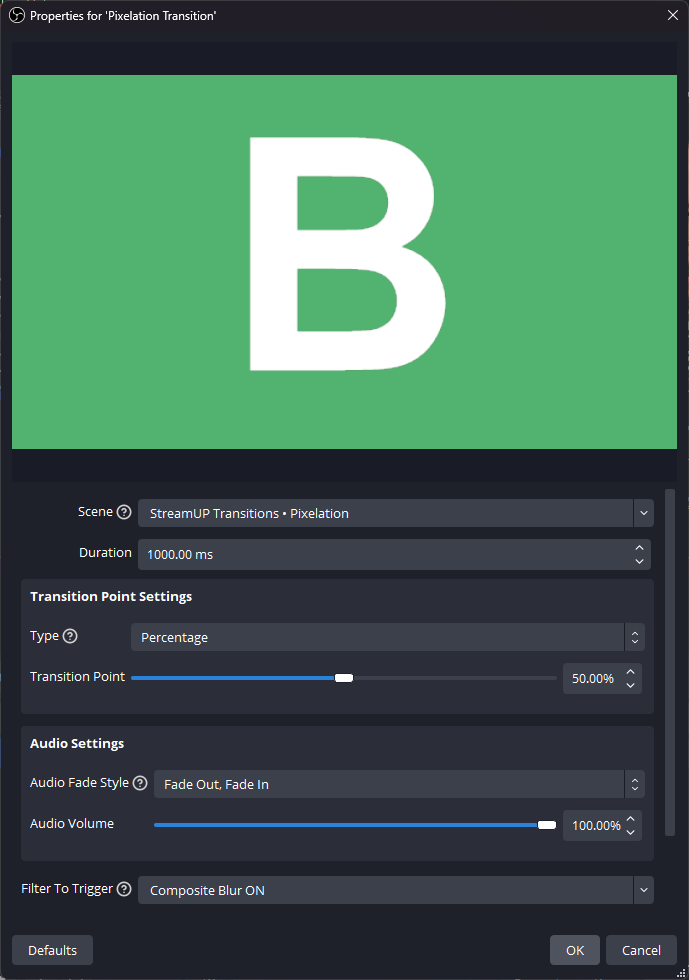 Properties for 'Pixelation Transition'
B
Scene ? StreamUP Transitions • Pixelation
Duration 1000.00 ms
Transition Point Settings
Type ? Percentage
Transition Point 50.00%
Audio Settings
Audio Fade Style ? Fade Out, Fade In
Audio Volume 100.00%
Filter To Trigger ? Composite Blur ON
Defaults OK Cancel